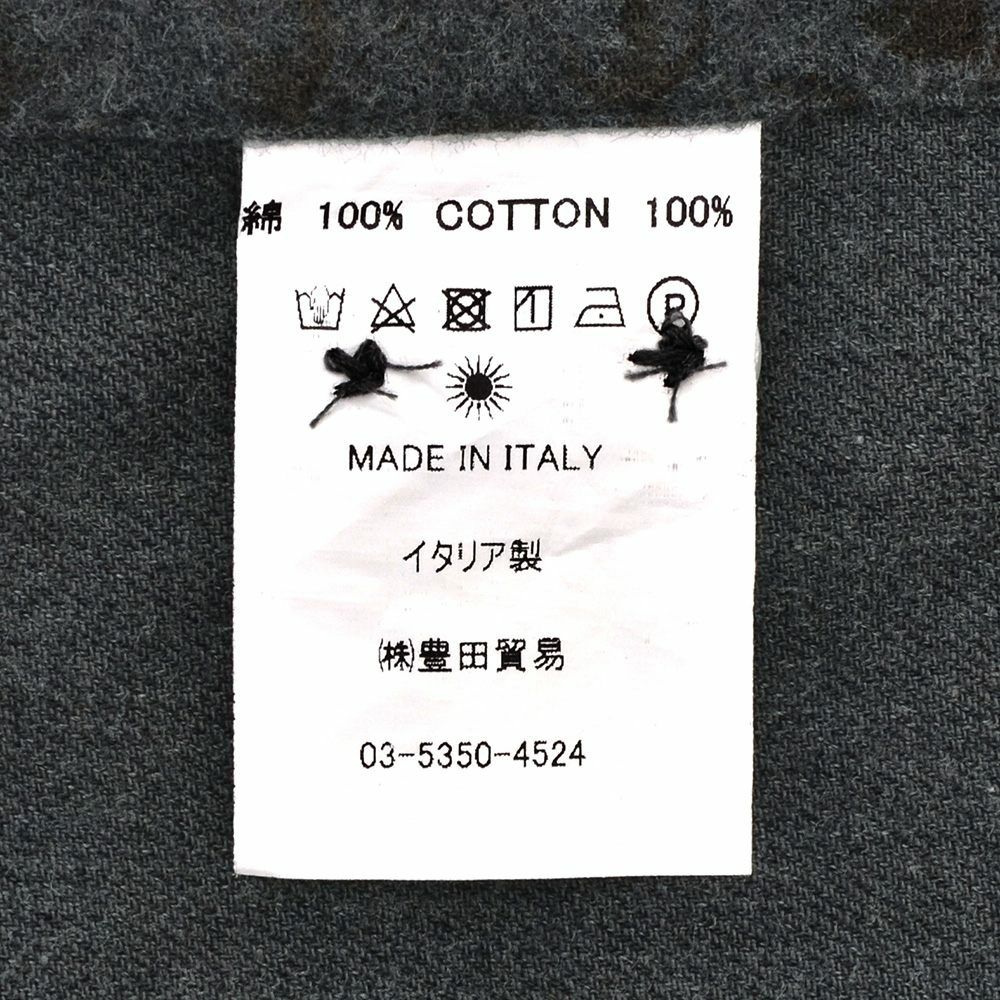 綿 100% COTTON 100%
P
MADE IN ITALY
イタリア製
㈱豊田貿易
03-5350-4524